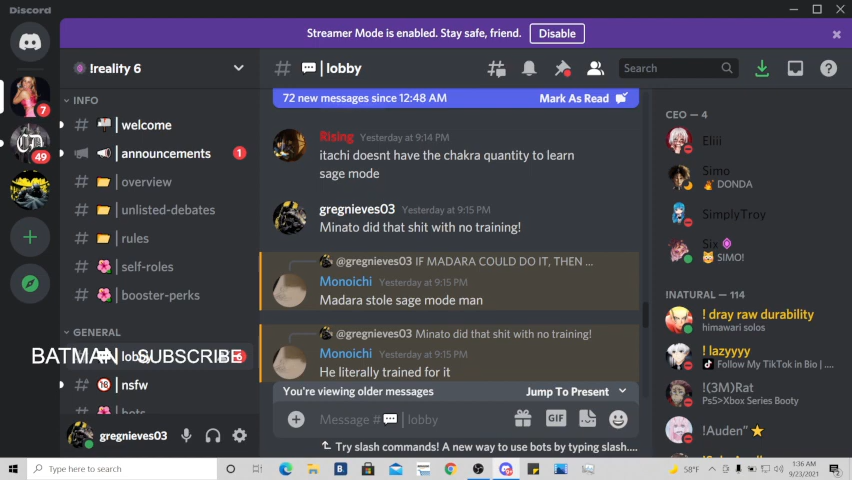 Discord
Streamer Mode is enabled. Stay safe, friend. Disable
!reality 6
| lobby
Search
INFO
| welcome
| announcements 1
| overview
| unlisted-debates
| rules
| self-roles
| booster-perks
GENERAL
BATMAN SUBSCRIBE
| nsfw
gregnieves03
7
49
72 new messages since 12:48 AM Mark As Read
Rising Yesterday at 9:14 PM
itachi doesnt have the chakra quantity to learn
sage mode
gregnieves03 Yesterday at 9:15 PM
Minato did that shit with no training!
@gregnieves03 IF MADARA COULD DO IT, THEN ...
Monoichi Yesterday at 9:15 PM
Madara stole sage mode man
@gregnieves03 Minato did that shit with no training!
Monoichi Yesterday at 9:15 PM
He literally trained for it
You're viewing older messages Jump To Present
Message # | lobby
GIF
Try slash commands! A new way to use bots by typing slash....
CEO — 4
Eliii
Simo
DONDA
SimplyTroy
Six
SIMO!
!NATURAL — 114
! dray raw durability
himawari solos
! lazyyyy
Follow My TikTok in Bio | ...
! (3M)Rat
Ps5>Xbox Series Booty
!Auden"
Type here to search
58°F
1:36 AM
9/23/2021